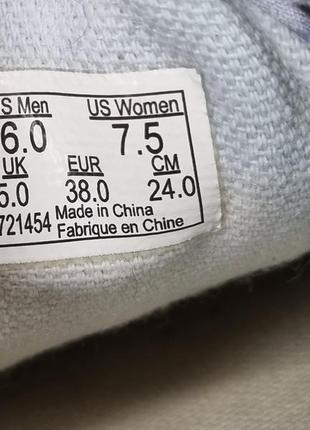 S Men US Women
6.0 7.5
UK EUR CM
5.0 38.0 24.0
721454 Made in China
Fabrique en Chine